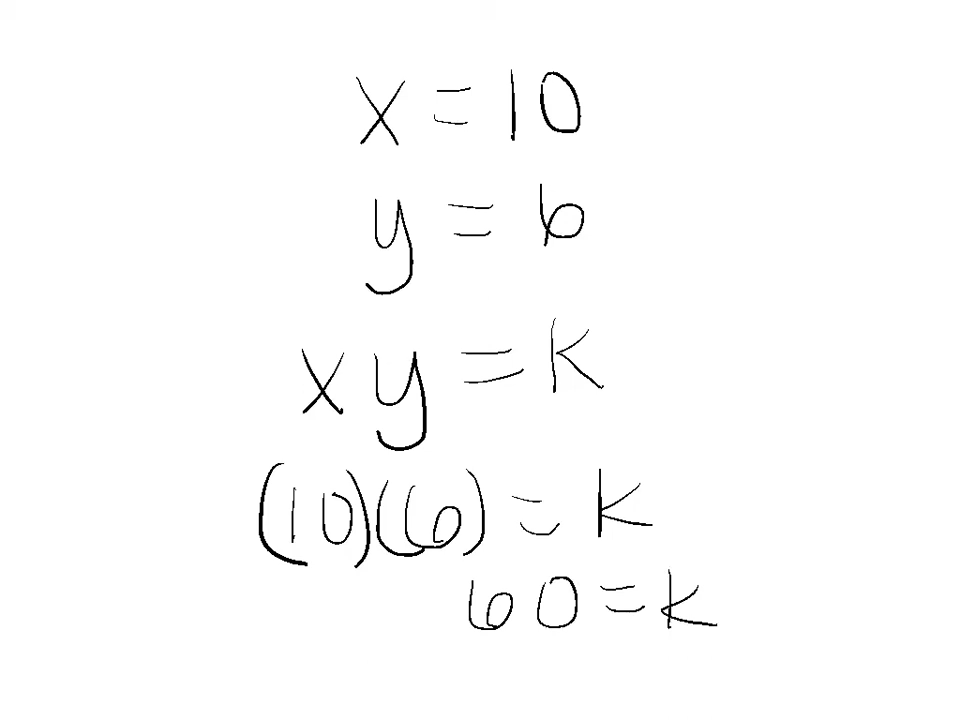 x = 10
y = 6
xy = k
(10)(6) = k
60 = k